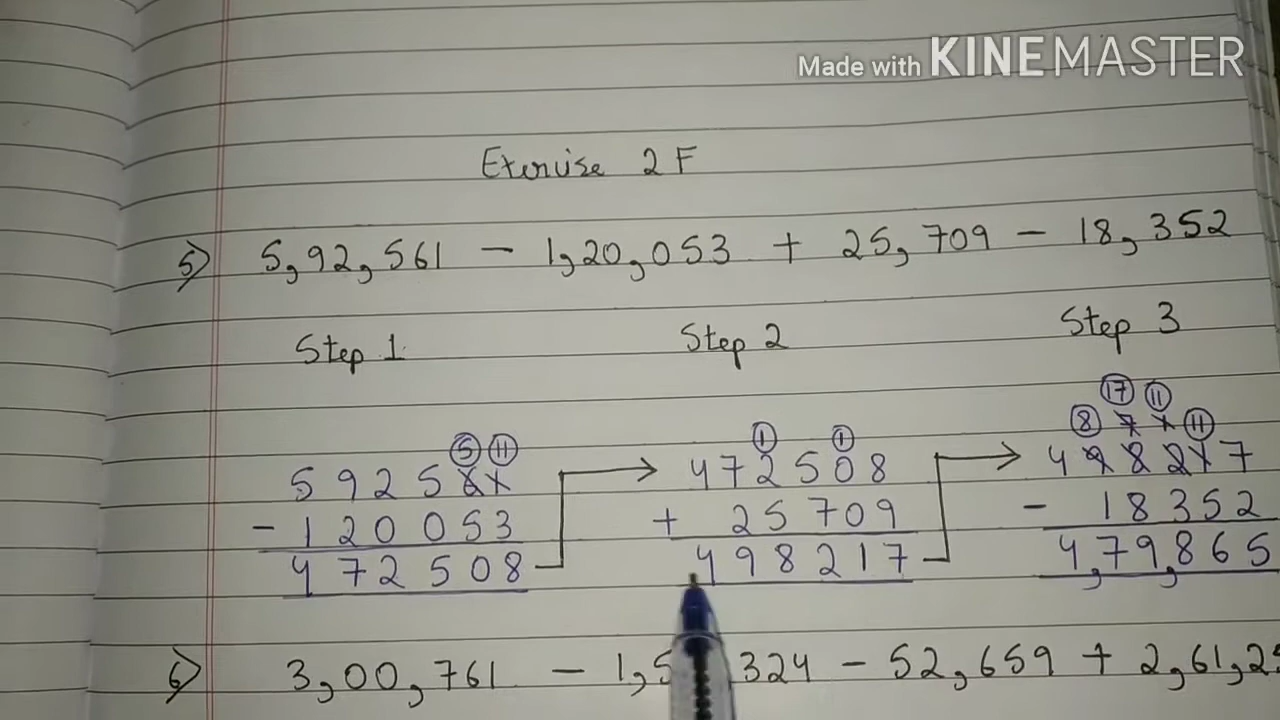 Made with KINEMASTER
Exercise 2 F
5) 5,92,561 - 1,20,053 + 25,709 - 18,352
Step 1 Step 2 Step 3
5 11
1 1
8 17 7 11 1 11
5 9 2 5 6 1
4 7 2 5 0 8
4 9 8 2 1 7
- 1 2 0 0 5 3
+ 2 5 7 0 9
- 1 8 3 5 2
4 7 2 5 0 8
4 9 8 2 1 7
4,79,865
6) 3,00,761 - 324 - 52,659 + 2,61,